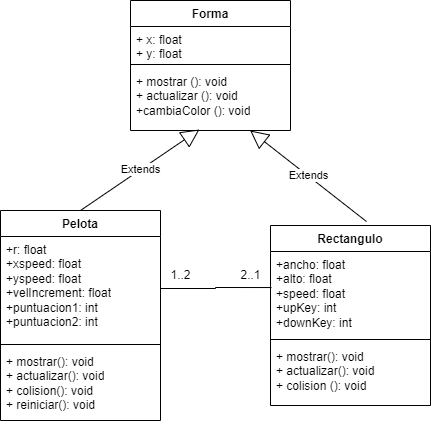 Forma
+ x: float
+ y: float
+ mostrar (): void
+ actualizar (): void
+cambiaColor (): void
Extends
Extends
Pelota
+r: float
+xspeed: float
+yspeed: float
+velIncrement: float
+puntuacion1: int
+puntuacion2: int
+ mostrar(): void
+ actualizar(): void
+ colision(): void
+ reiniciar(): void
1..2
2..1
Rectangulo
+ancho: float
+alto: float
+speed: float
+upKey: int
+downKey: int
+ mostrar(): void
+ actualizar(): void
+ colision (): void